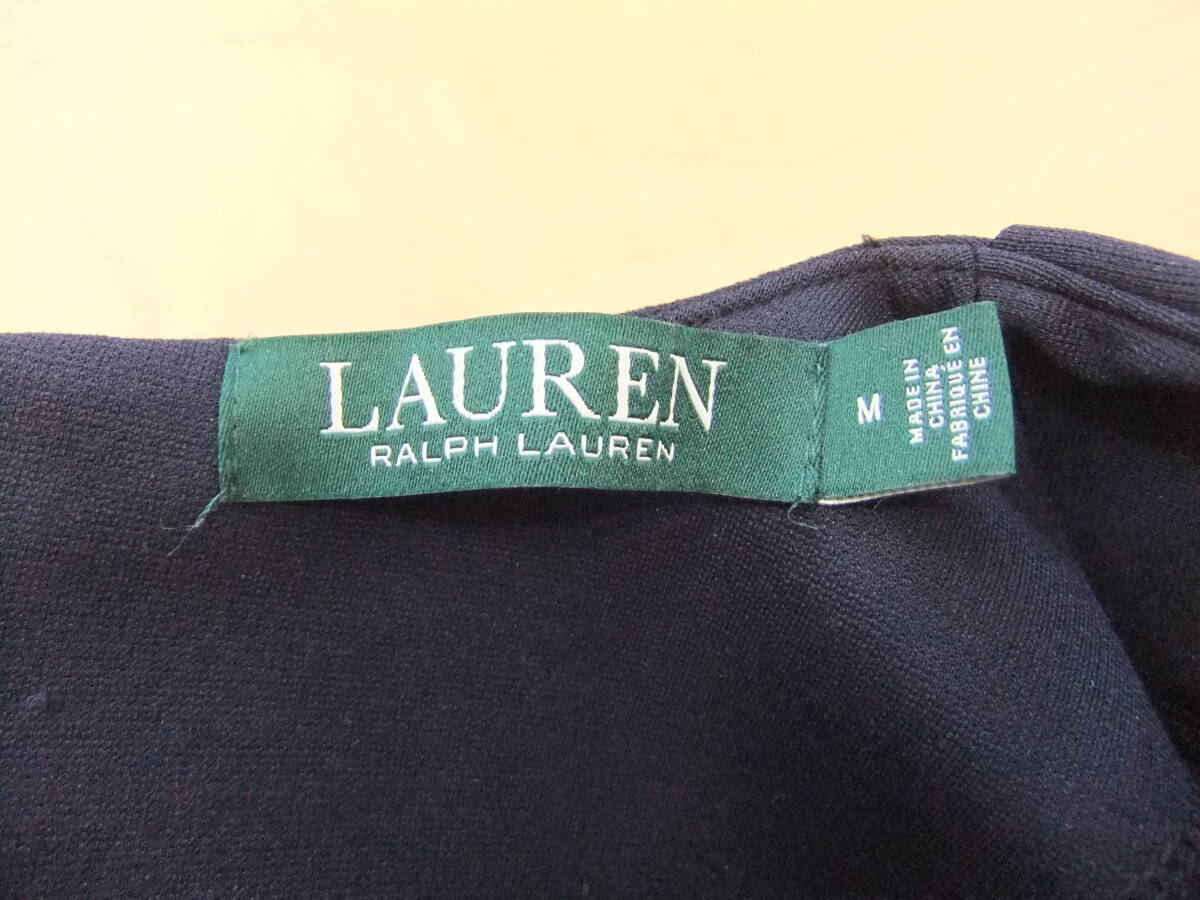 LAUREN
RALPH LAUREN
M
MADE IN
CHINA
FABRIQUÉ EN
CHINE